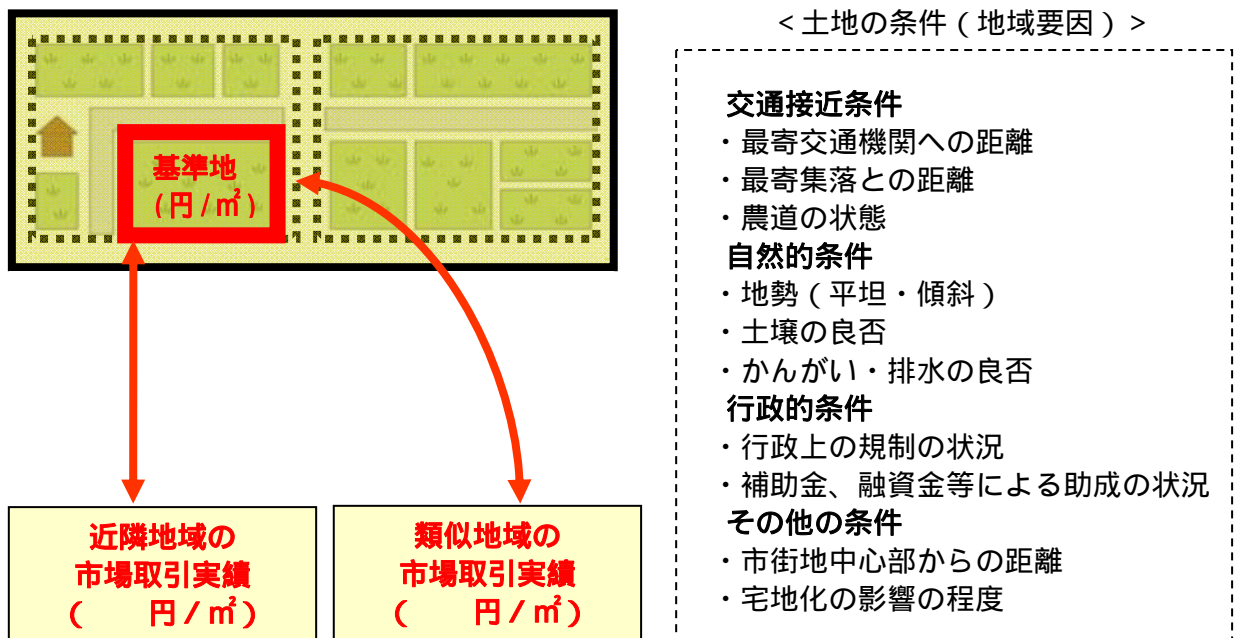 基準地
(円/㎡)
近隣地域の
市場取引実績
(　　円/㎡)
類似地域の
市場取引実績
(　　円/㎡)
<土地の条件(地域要因)>
交通接近条件
・最寄交通機関への距離
・最寄集落との距離
・農道の状態
自然的条件
・地勢(平坦・傾斜)
・土壌の良否
・かんがい・排水の良否
行政的条件
・行政上の規制の状況
・補助金、融資金等による助成の状況
その他の条件
・市街地中心部からの距離
・宅地化の影響の程度